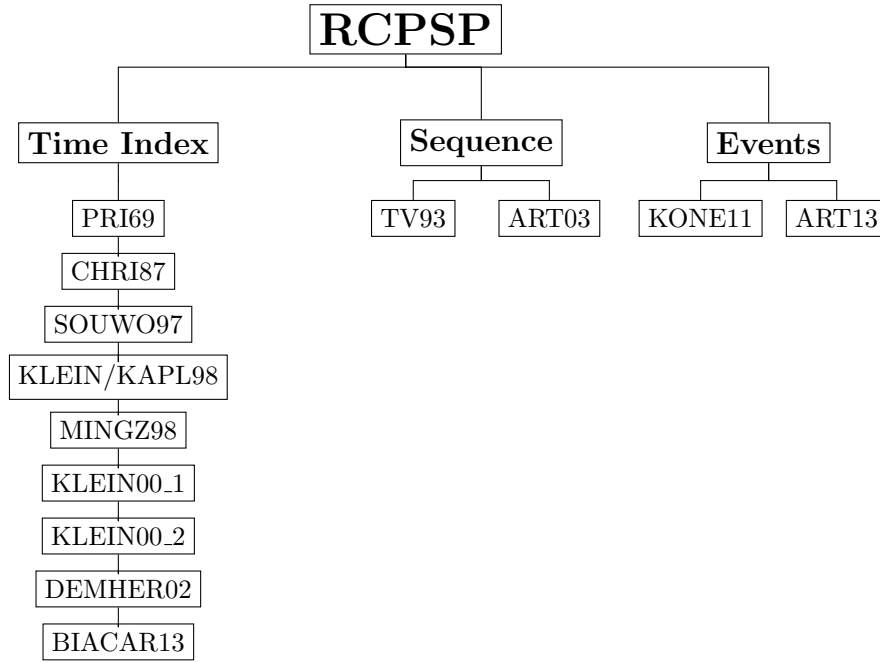 RCPSP
Time Index
Sequence
Events
PRI69
TV93
ART03
KONE11
ART13
CHRI87
SOUWO97
KLEIN/KAPL98
MINGZ98
KLEIN00_1
KLEIN00_2
DEMHER02
BIACAR13